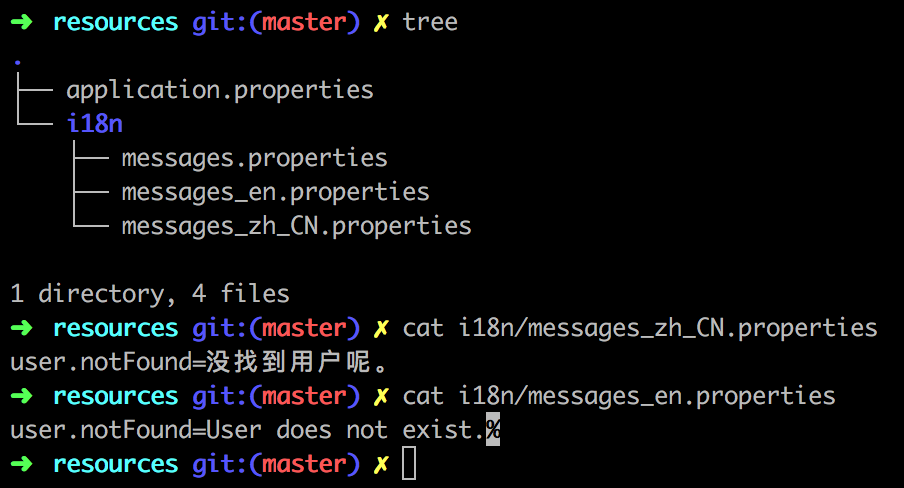 ➜ resources git:(master) ✗ tree
.
├── application.properties
└── i18n
    ├── messages.properties
    ├── messages_en.properties
    └── messages_zh_CN.properties

1 directory, 4 files
➜ resources git:(master) ✗ cat i18n/messages_zh_CN.properties
user.notFound=没找到用户呢。
➜ resources git:(master) ✗ cat i18n/messages_en.properties
user.notFound=User does not exist.%
➜ resources git:(master) ✗